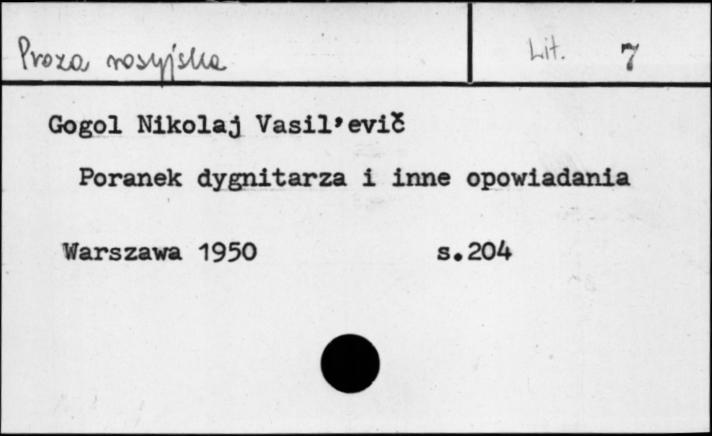 Proza rosyjska Lit. 7
Gogol Nikolaj Vasil'evič
Poranek dygnitarza i inne opowiadania
Warszawa 1950 s.204